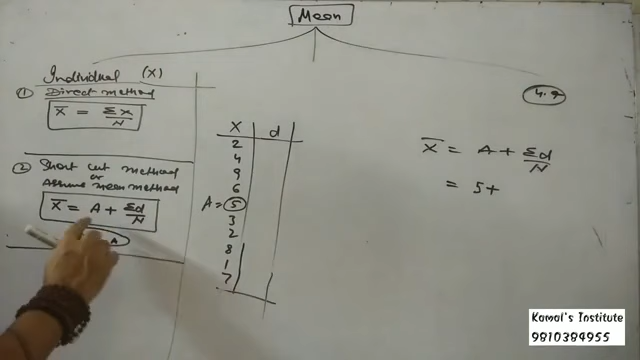 Mean
Individual (X)
① Direct method
X̄ = Σx/N
② Short cut method
or
Assume mean method
X̄ = A + Σd/N
A
X d
2
4
9
6
A = 5
3
2
8
1
7
4.7
X̄ = A + Σd/N
= 5+
Kamal's Institute
9810384955